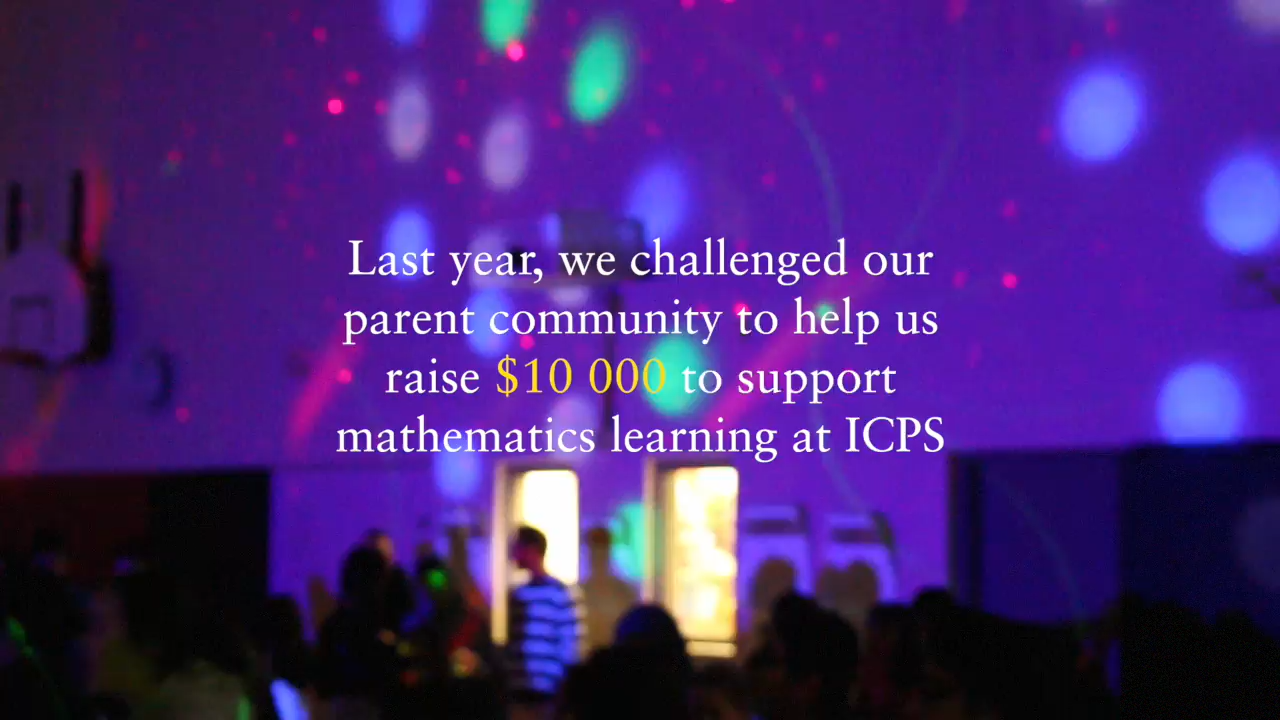 Last year, we challenged our
parent community to help us
raise $10 000 to support
mathematics learning at ICPS